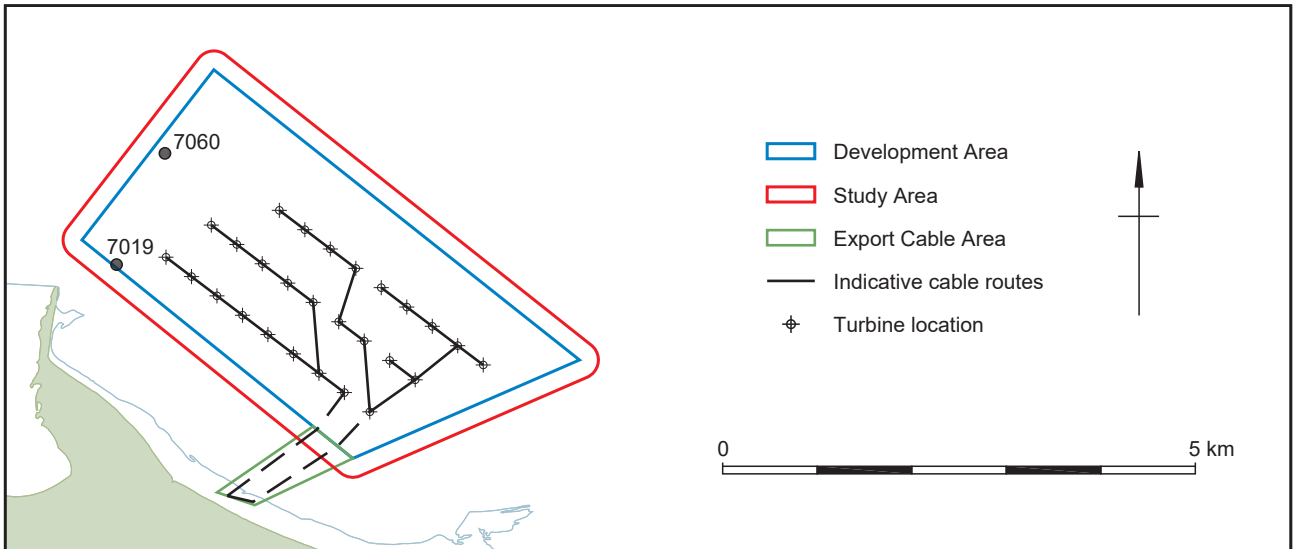 7060
7019
Development Area
Study Area
Export Cable Area
Indicative cable routes
Turbine location
0
5 km